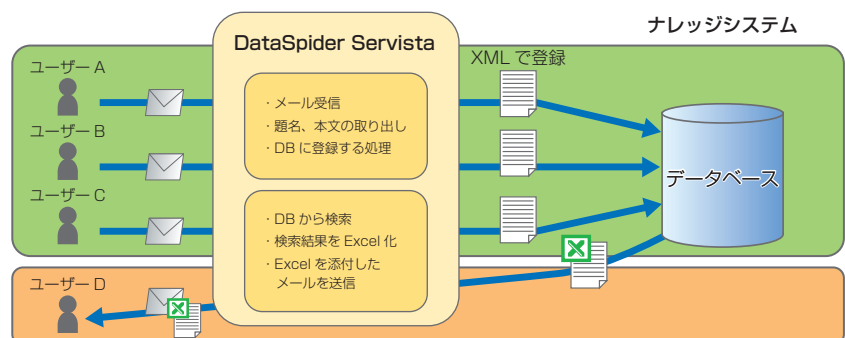 ナレッジシステム
DataSpider Servista
ユーザー A
XML で登録
・メール受信
・題名、本文の取り出し
・DB に登録する処理
ユーザー B
データベース
ユーザー C
・DB から検索
・検索結果を Excel 化
・Excel を添付した
メールを送信
ユーザー D